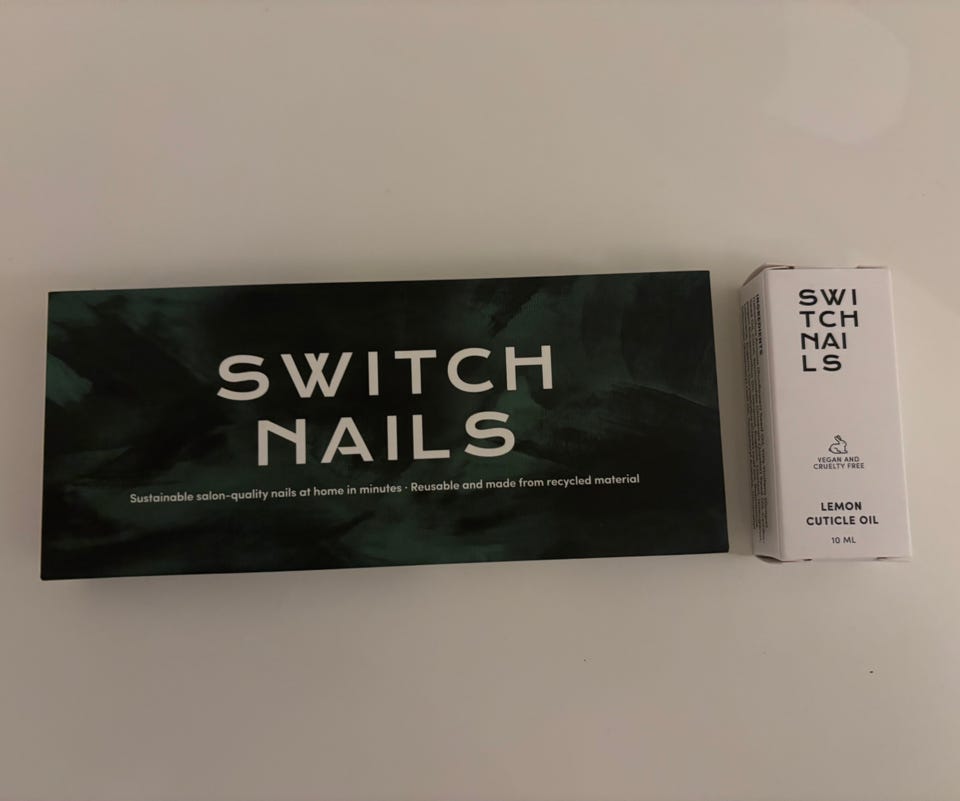 SWITCH
NAILS
Sustainable salon-quality nails at home in minutes · Reusable and made from recycled material
SWI
TCH
NAI
LS
VEGAN AND
CRUELTY FREE
LEMON
CUTICLE OIL
10 ML
INGREDIENTS